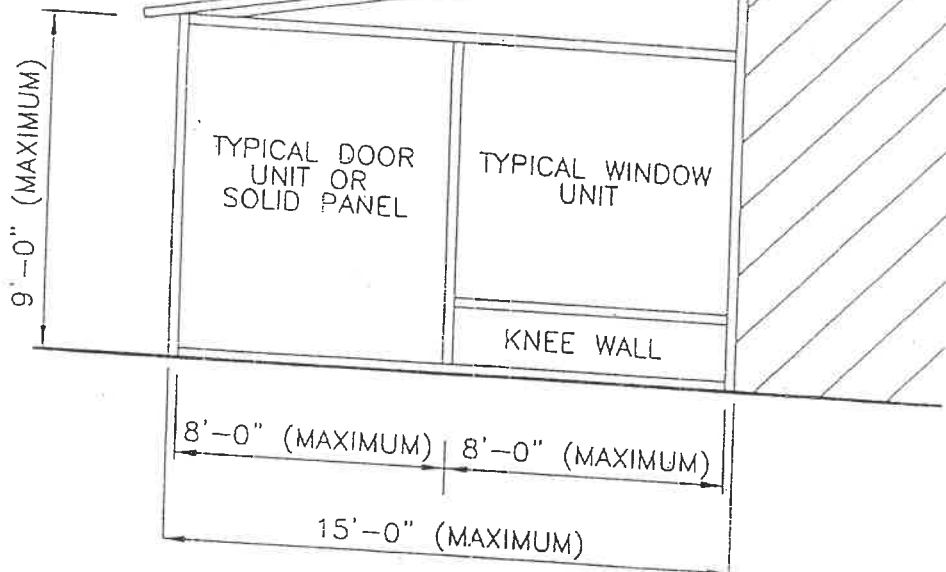 9'-0" (MAXIMUM)
TYPICAL DOOR
UNIT OR
SOLID PANEL
TYPICAL WINDOW
UNIT
KNEE WALL
8'-0" (MAXIMUM)
8'-0" (MAXIMUM)
15'-0" (MAXIMUM)